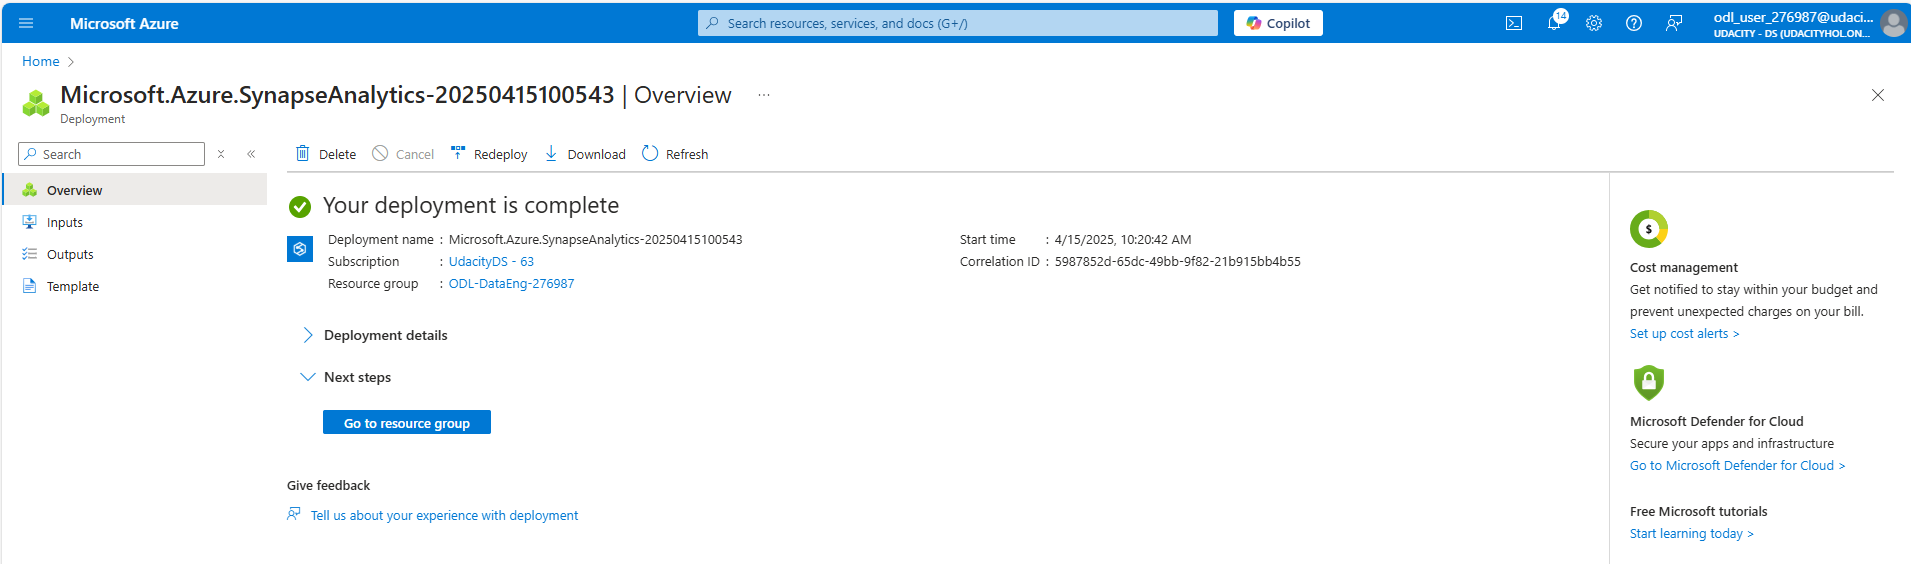 Microsoft Azure
Search resources, services, and docs (G+/)
Copilot
14
odl_user_276987@udaci...
UDACITY - DS (UDACITYHOL.ON...
Home
Microsoft.Azure.SynapseAnalytics-20250415100543 | Overview
...
Deployment
Search
Delete
Cancel
Redeploy
Download
Refresh
Overview
Inputs
Outputs
Template
Your deployment is complete
Deployment name : Microsoft.Azure.SynapseAnalytics-20250415100543
Subscription : UdacityDS - 63
Resource group : ODL-DataEng-276987
Start time : 4/15/2025, 10:20:42 AM
Correlation ID : 5987852d-65dc-49bb-9f82-21b915bb4b55
Deployment details
Next steps
Go to resource group
Give feedback
Tell us about your experience with deployment
$
Cost management
Get notified to stay within your budget and
prevent unexpected charges on your bill.
Set up cost alerts >
Microsoft Defender for Cloud
Secure your apps and infrastructure
Go to Microsoft Defender for Cloud >
Free Microsoft tutorials
Start learning today >